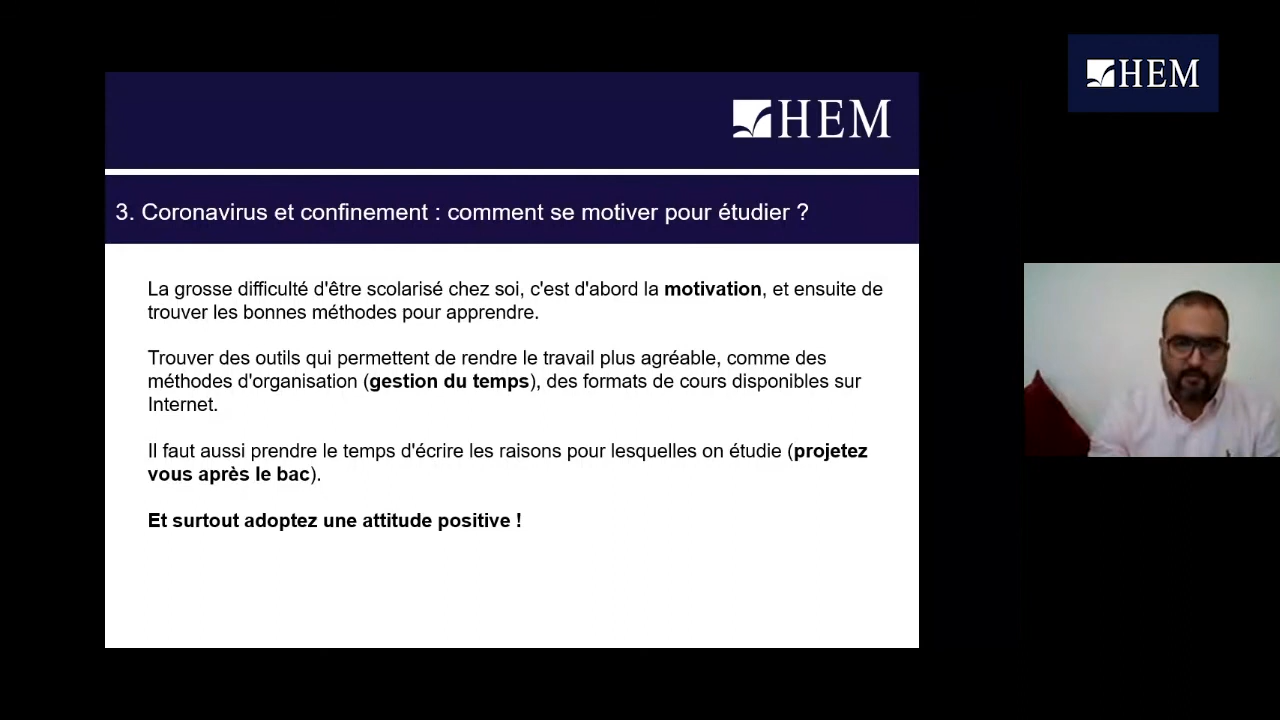 HEM
HEM
3. Coronavirus et confinement : comment se motiver pour étudier ?
La grosse difficulté d'être scolarisé chez soi, c'est d'abord la motivation, et ensuite de
trouver les bonnes méthodes pour apprendre.
Trouver des outils qui permettent de rendre le travail plus agréable, comme des
méthodes d'organisation (gestion du temps), des formats de cours disponibles sur
Internet.
Il faut aussi prendre le temps d'écrire les raisons pour lesquelles on étudie (projetez
vous après le bac).
Et surtout adoptez une attitude positive !